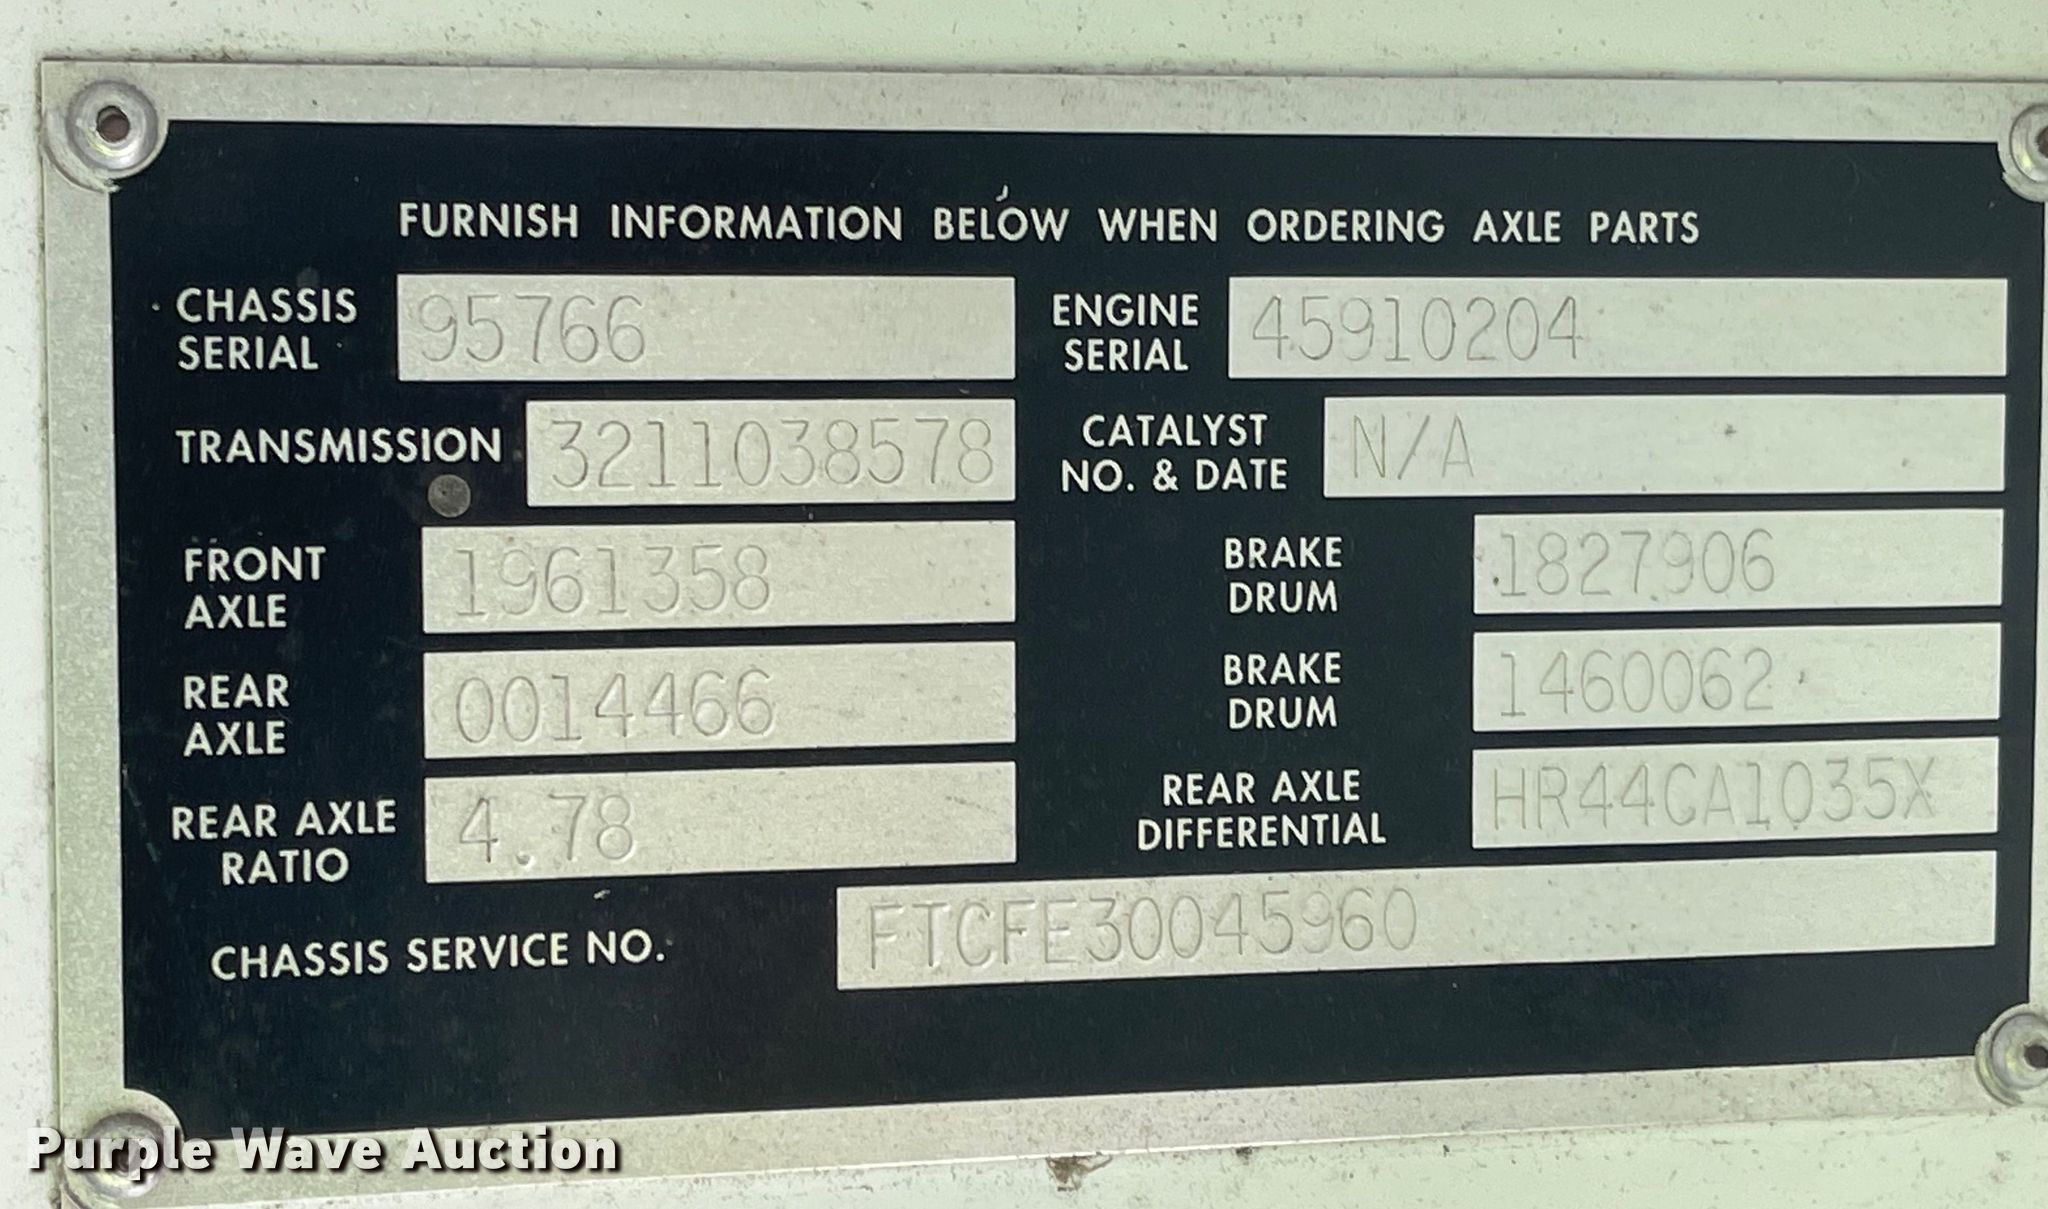 FURNISH INFORMATION BELOW WHEN ORDERING AXLE PARTS
CHASSIS SERIAL 95766
ENGINE SERIAL 45910204
TRANSMISSION 3211038578
CATALYST NO. & DATE N/A
FRONT AXLE 1961358
BRAKE DRUM 1827906
REAR AXLE 0014466
BRAKE DRUM 1460062
REAR AXLE RATIO 4.78
REAR AXLE DIFFERENTIAL HR44CA1035X
CHASSIS SERVICE NO. FTCFE30045960
Purple Wave Auction